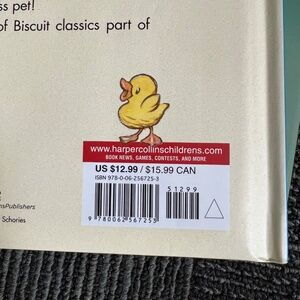 ss pet!
of Biscuit classics part of
www.harpercollinschildrens.com
BOOK NEWS, GAMES, CONTESTS, AND MORE
US $12.99 / $15.99 CAN
ISBN 978-0-06-256725-3
51299
9 780062 567253
nsPublishers
Schories